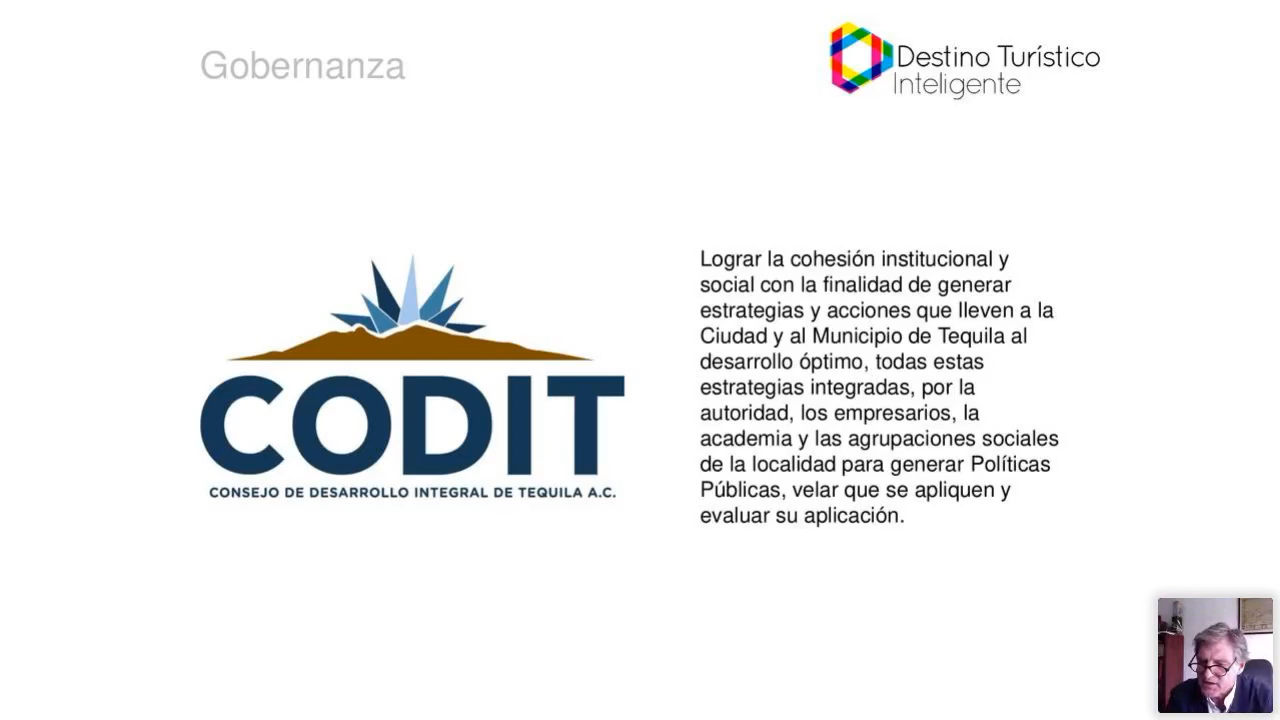 Gobernanza
Destino Turístico
Inteligente
CODIT
CONSEJO DE DESARROLLO INTEGRAL DE TEQUILA A.C.
Lograr la cohesión institucional y
social con la finalidad de generar
estrategias y acciones que lleven a la
Ciudad y al Municipio de Tequila al
desarrollo óptimo, todas estas
estrategias integradas, por la
autoridad, los empresarios, la
academia y las agrupaciones sociales
de la localidad para generar Políticas
Públicas, velar que se apliquen y
evaluar su aplicación.